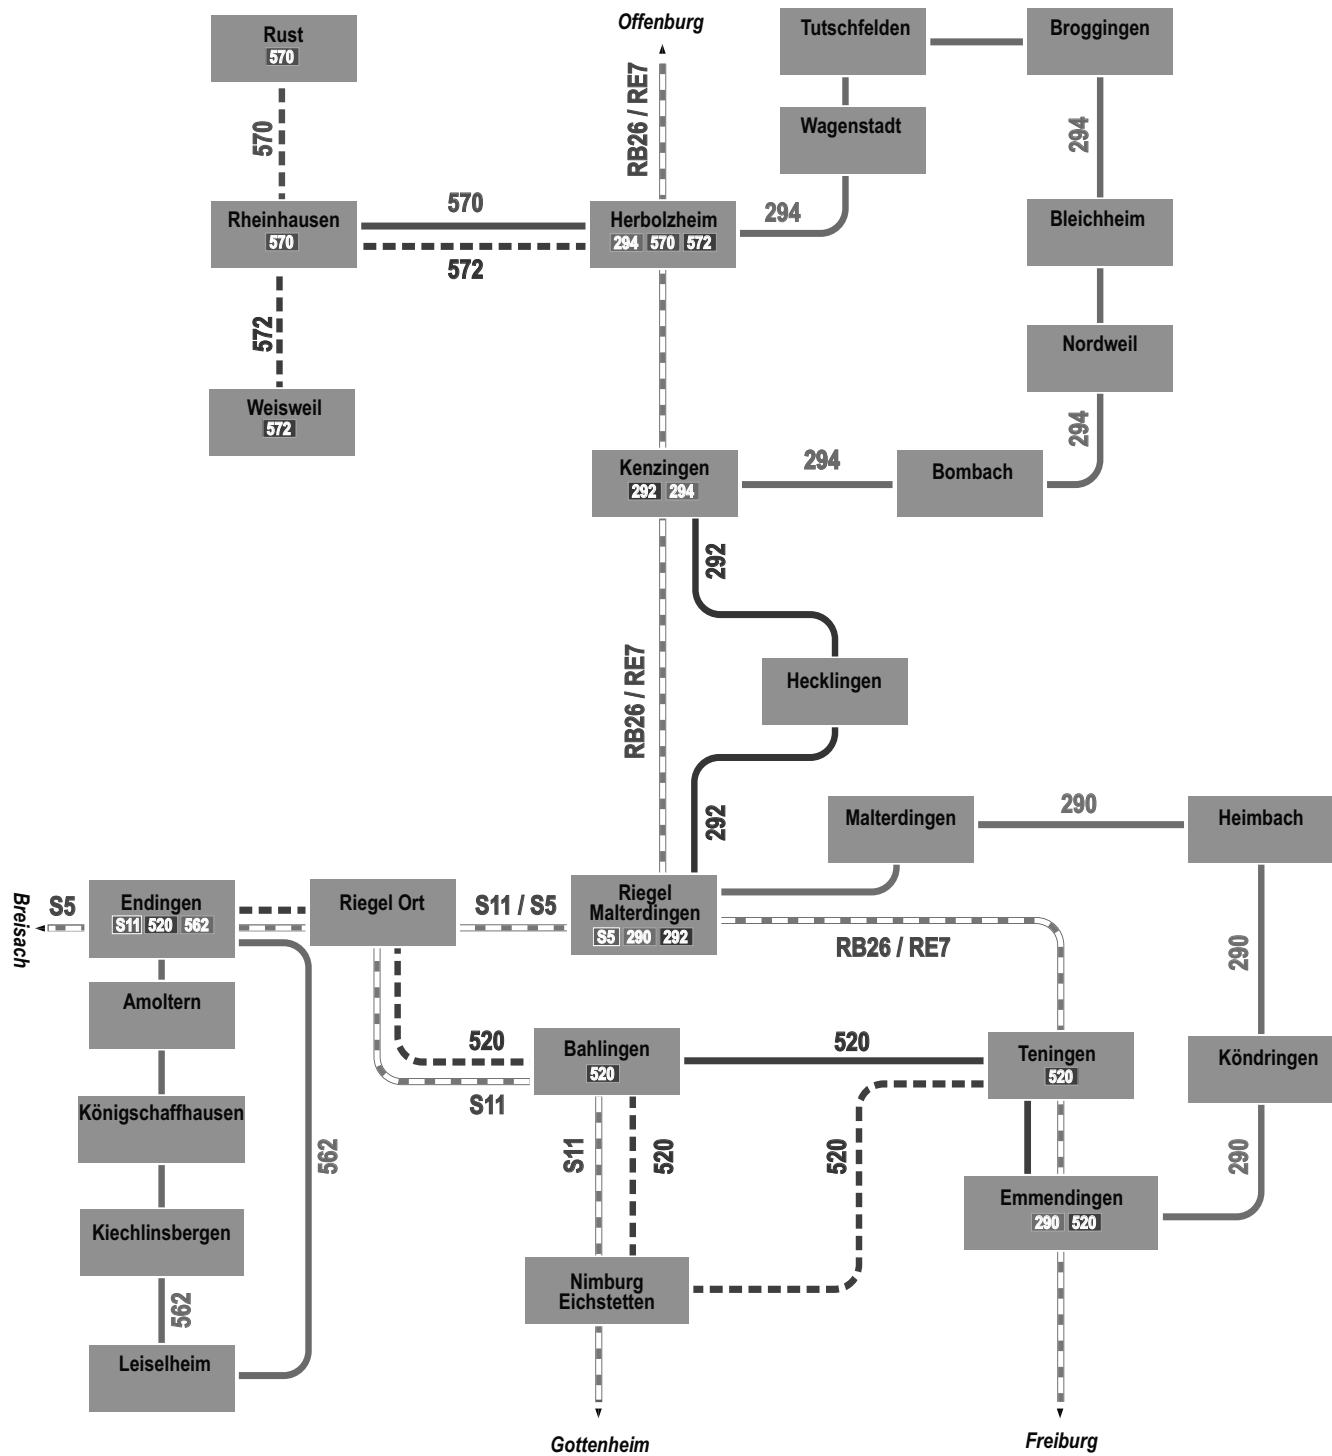 Offenburg
Rust
570
Tutschfelden
Broggingen
RB26 / RE7
570
Wagenstadt
294
Rheinhausen
570
570
572
Herbolzheim
294 570 572
294
Bleichheim
572
Nordweil
Weisweil
572
294
Kenzingen
292 294
294
Bombach
292
Hecklingen
RB26 / RE7
292
Malterdingen
290
Heimbach
Breisach
S5
Endingen
S11 520 562
Riegel Ort
S11 / S5
Riegel
Malterdingen
S5 290 292
RB26 / RE7
290
Amoltern
520
S11
Bahlingen
520
520
Teningen
520
Köndringen
Königschaffhausen
562
S11
520
520
290
Emmendingen
290 520
Kiechlinsbergen
Nimburg
Eichstetten
562
Leiselheim
Gottenheim
Freiburg